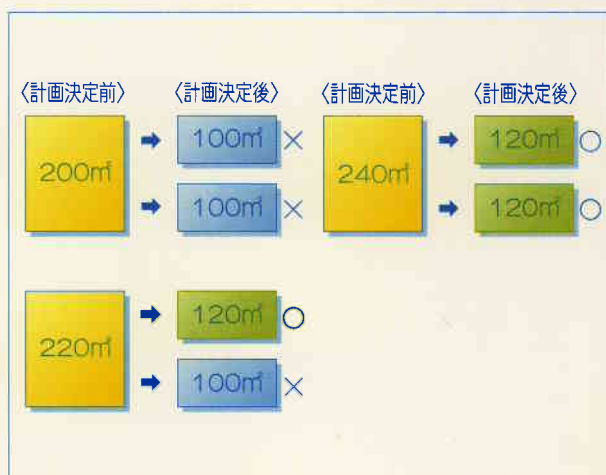 〈計画決定前〉 〈計画決定後〉 〈計画決定前〉 〈計画決定後〉
200㎡ ➡ 100㎡ ×
➡ 100㎡ ×
240㎡ ➡ 120㎡ ○
➡ 120㎡ ○
220㎡ ➡ 120㎡ ○
➡ 100㎡ ×